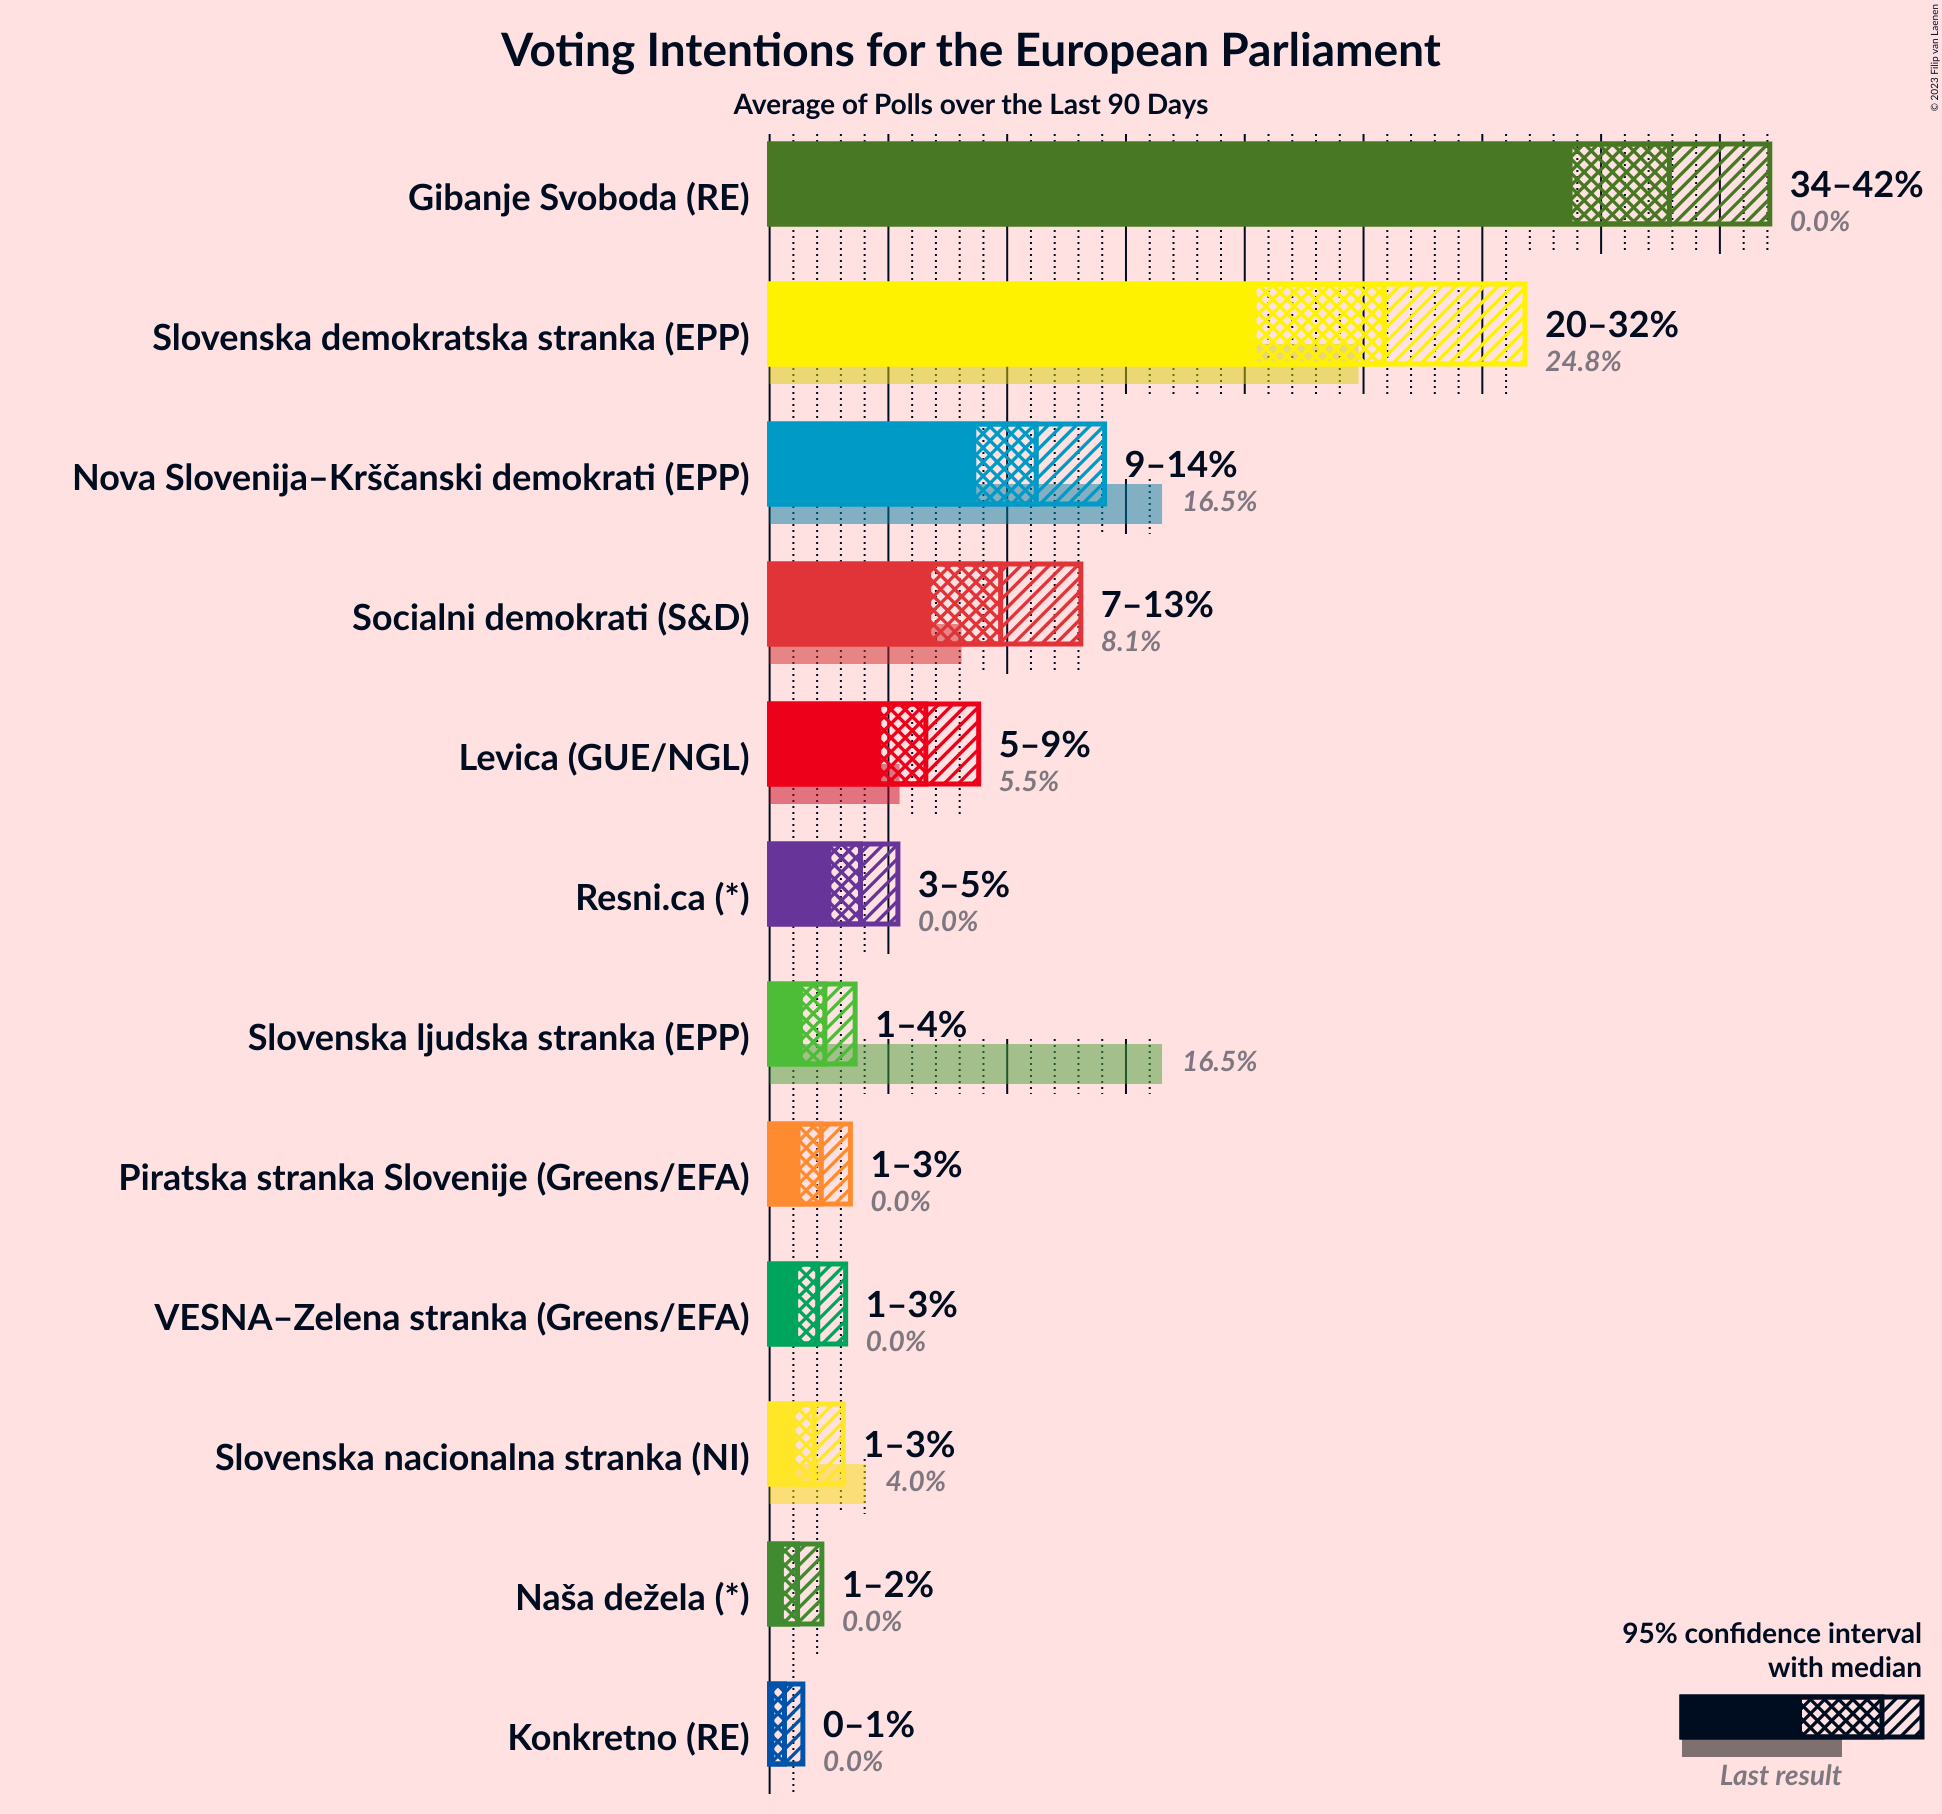 Voting Intentions for the European Parliament
Average of Polls over the Last 90 Days
© 2023 Filip van Laenen
Gibanje Svoboda (RE)
34–42%
0.0%
Slovenska demokratska stranka (EPP)
20–32%
24.8%
Nova Slovenija–Krščanski demokrati (EPP)
9–14%
16.5%
Socialni demokrati (S&D)
7–13%
8.1%
Levica (GUE/NGL)
5–9%
5.5%
Resni.ca (*)
3–5%
0.0%
Slovenska ljudska stranka (EPP)
1–4%
16.5%
Piratska stranka Slovenije (Greens/EFA)
1–3%
0.0%
VESNA–Zelena stranka (Greens/EFA)
1–3%
0.0%
Slovenska nacionalna stranka (NI)
1–3%
4.0%
Naša dežela (*)
1–2%
0.0%
Konkretno (RE)
0–1%
0.0%
95% confidence interval
with median
Last result